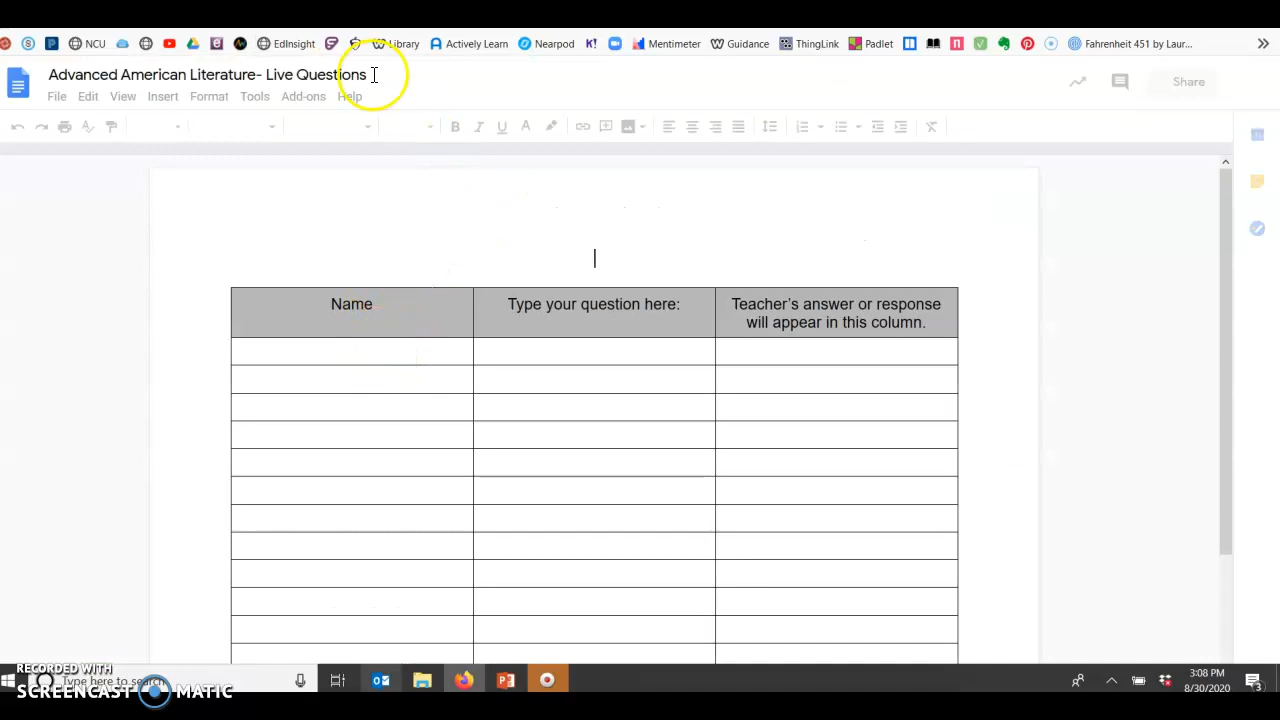 NCU EdInsight Library Actively Learn Nearpod K! Mentimeter Guidance ThingLink Padlet Fahrenheit 451 by Laur...
Advanced American Literature- Live Questions
File Edit View Insert Format Tools Add-ons Help
Share
Name
Type your question here:
Teacher's answer or response
will appear in this column.
RECORDED WITH
Type here to search
SCREENCAST MATIC
3:08 PM
8/30/2020